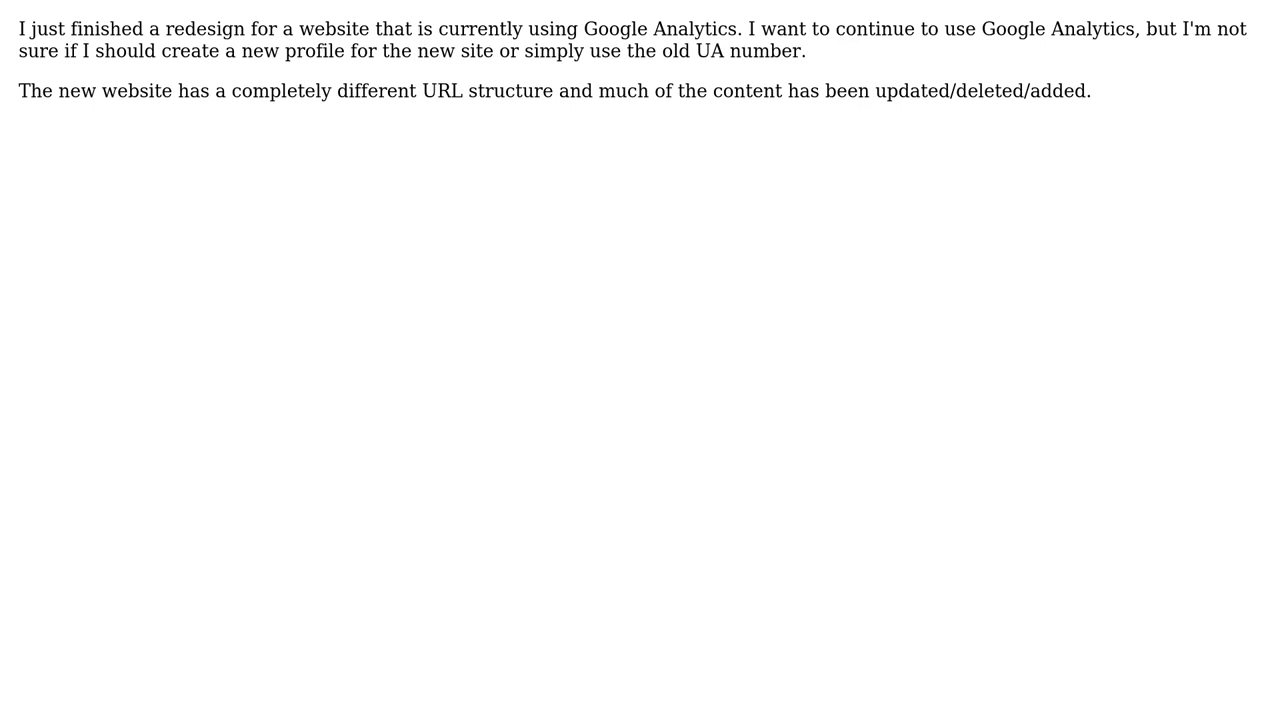 I just finished a redesign for a website that is currently using Google Analytics. I want to continue to use Google Analytics, but I'm not
sure if I should create a new profile for the new site or simply use the old UA number.
The new website has a completely different URL structure and much of the content has been updated/deleted/added.